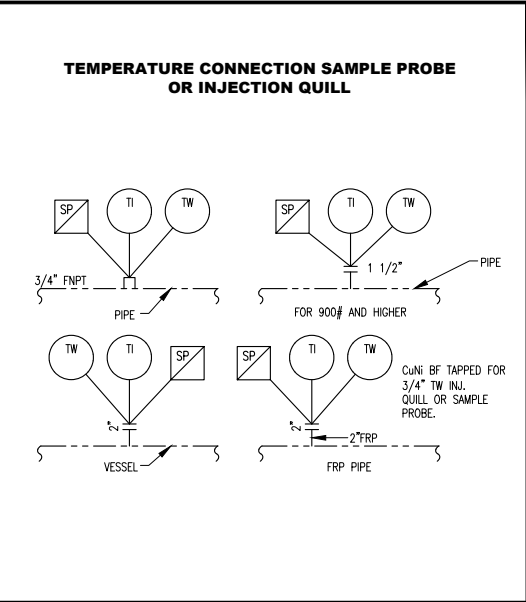 TEMPERATURE CONNECTION SAMPLE PROBE
OR INJECTION QUILL
SP
TI
TW
3/4" FNPT
PIPE
SP
TI
TW
1 1/2"
PIPE
FOR 900# AND HIGHER
TW
TI
SP
2"
VESSEL
SP
TI
TW
2"
2"FRP
FRP PIPE
CuNi BF TAPPED FOR
3/4" TW INJ.
QUILL OR SAMPLE
PROBE.